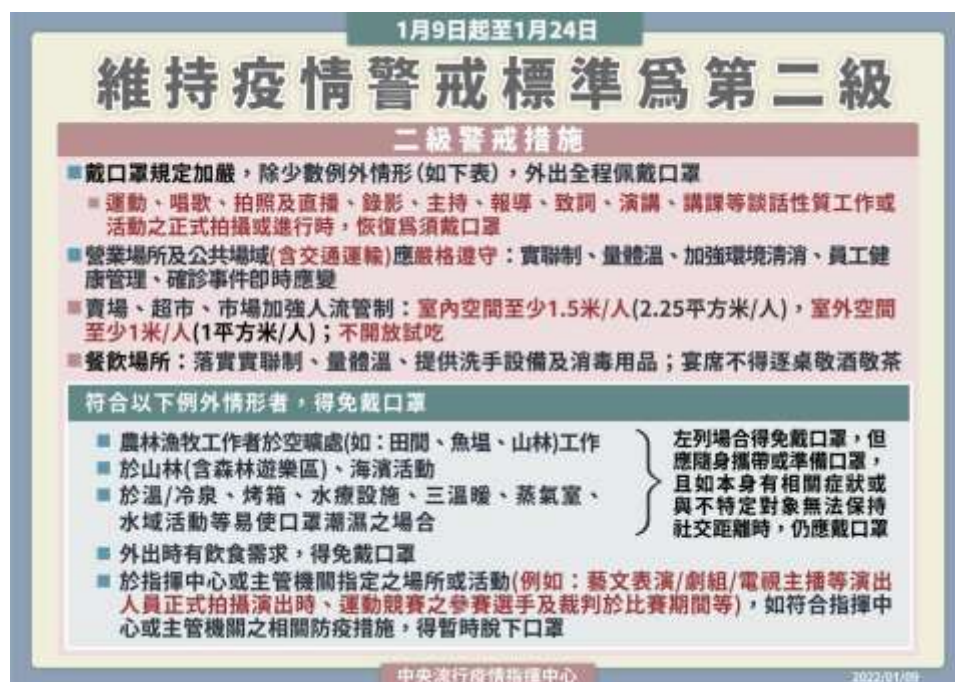 1月9日起至1月24日
維持疫情警戒標準為第二級
二級警戒措施
■戴口罩規定加嚴，除少數例外情形(如下表)，外出全程佩戴口罩
■運動、唱歌、拍照及直播、錄影、主持、報導、致詞、演講、講課等談話性質工作或
活動之正式拍攝或進行時，恢復為須戴口罩
■營業場所及公共場域(含交通運輸)應嚴格遵守：實聯制、量體溫、加強環境清消、員工健
康管理、確診事件即時應變
■賣場、超市、市場加強人流管制：室內空間至少1.5米/人(2.25平方米/人)，室外空間
至少1米/人(1平方米/人)；不開放試吃
■餐飲場所：落實實聯制、量體溫、提供洗手設備及消毒用品；宴席不得逐桌敬酒敬茶
符合以下例外情形者，得免戴口罩
■農林漁牧工作者於空曠處(如：田間、魚塭、山林)工作
■於山林(含森林遊樂區)、海濱活動
■於溫/冷泉、烤箱、水療設施、三溫暖、蒸氣室、
水域活動等易使口罩潮濕之場合
左列場合得免戴口罩，但
應隨身攜帶或準備口罩，
且如本身有相關症狀或
與不特定對象無法保持
社交距離時，仍應戴口罩
■外出時有飲食需求，得免戴口罩
■於指揮中心或主管機關指定之場所或活動(例如：藝文表演/劇組/電視主播等演出
人員正式拍攝演出時、運動競賽之參賽選手及裁判於比賽期間等)，如符合指揮中
心或主管機關之相關防疫措施，得暫時脫下口罩
中央流行疫情指揮中心
2022/01/09